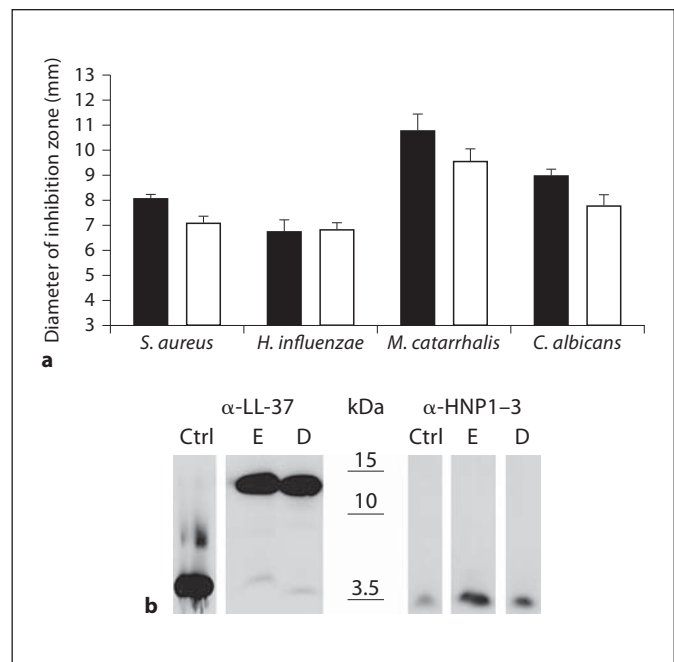 Diameter of inhibition zone (mm)
13
12
11
10
9
8
7
6
5
4
3
S. aureus H. influenzae M. catarrhalis C. albicans
a
α-LL-37 kDa α-HNP1–3
Ctrl E D Ctrl E D
15
10
3.5
b